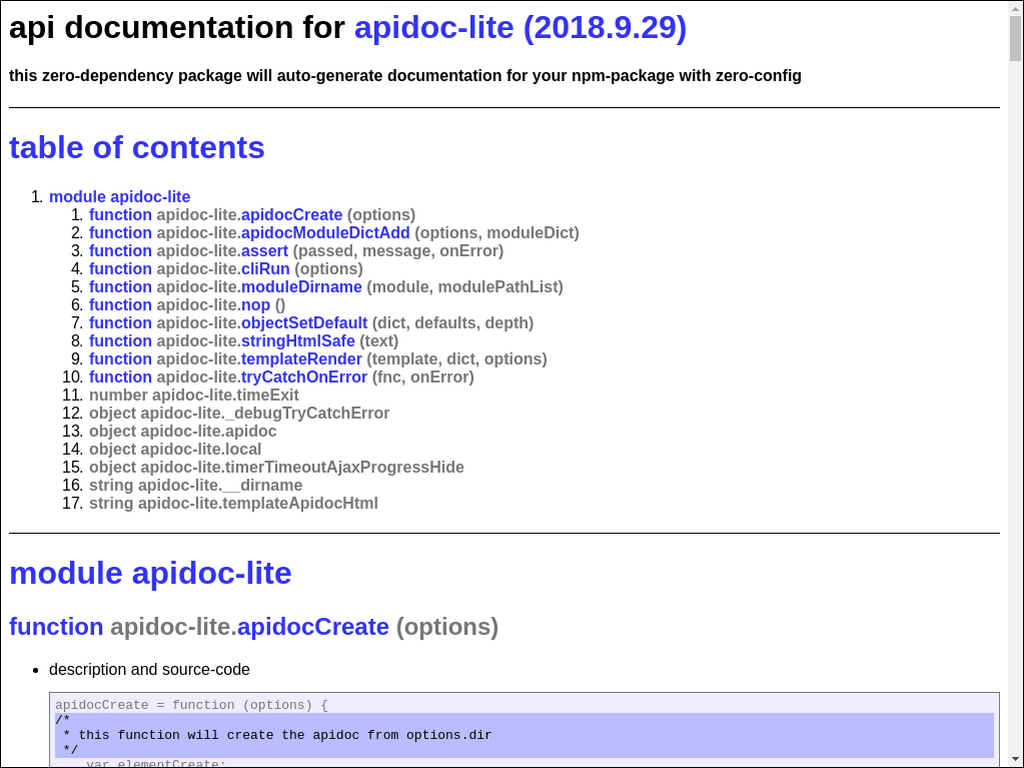 api documentation for apidoc-lite (2018.9.29)
this zero-dependency package will auto-generate documentation for your npm-package with zero-config
table of contents
1. module apidoc-lite
1. function apidoc-lite.apidocCreate (options)
2. function apidoc-lite.apidocModuleDictAdd (options, moduleDict)
3. function apidoc-lite.assert (passed, message, onError)
4. function apidoc-lite.cliRun (options)
5. function apidoc-lite.moduleDirname (module, modulePathList)
6. function apidoc-lite.nop ()
7. function apidoc-lite.objectSetDefault (dict, defaults, depth)
8. function apidoc-lite.stringHtmlSafe (text)
9. function apidoc-lite.templateRender (template, dict, options)
10. function apidoc-lite.tryCatchOnError (fnc, onError)
11. number apidoc-lite.timeExit
12. object apidoc-lite._debugTryCatchError
13. object apidoc-lite.apidoc
14. object apidoc-lite.local
15. object apidoc-lite.timerTimeoutAjaxProgressHide
16. string apidoc-lite.__dirname
17. string apidoc-lite.templateApidocHtml
module apidoc-lite
function apidoc-lite.apidocCreate (options)
• description and source-code
apidocCreate = function (options) {
/*
* this function will create the apidoc from options.dir
*/
var elementCreate;